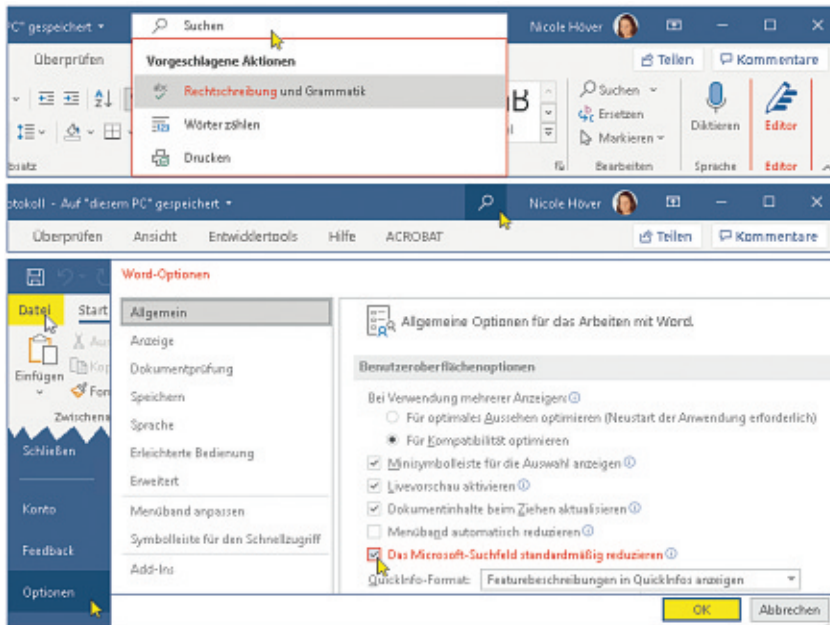 PC" gespeichert
Suchen
Nicole Höver
Überprüfen
Vorgeschlagene Aktionen
Teilen
Kommentare
Rechtschreibung und Grammatik
Wörter zählen
Drucken
Suchen
Ersetzen
Markieren
Diktieren
Editor
Bearbeiten
Sprache
Editor
otokoll - Auf "diesem PC" gespeichert
Nicole Höver
Überprüfen Ansicht Entwicklertools Hilfe ACROBAT
Teilen
Kommentare
Datei Start
Einfügen
Zwischena
Schließen
Konto
Feedback
Optionen
Word-Optionen
Allgemein
Anzeige
Dokumentprüfung
Speichern
Sprache
Erleichterte Bedienung
Erweitert
Menüband anpassen
Symbolleiste für den Schnellzugriff
Add-Ins
Allgemeine Optionen für das Arbeiten mit Word.
Benutzeroberflächenoptionen
Bei Verwendung mehrerer Anzeigen:
Für optimales Aussehen optimieren (Neustart der Anwendung erforderlich)
Für Kompatibilität optimieren
Minisymbolleiste für die Auswahl anzeigen
Livevorschau aktivieren
Dokumentinhalte beim Ziehen aktualisieren
Menüband automatisch reduzieren
Das Microsoft-Suchfeld standardmäßig reduzieren
QuickInfo-Format: Featurebeschreibungen in QuickInfos anzeigen
OK Abbrechen